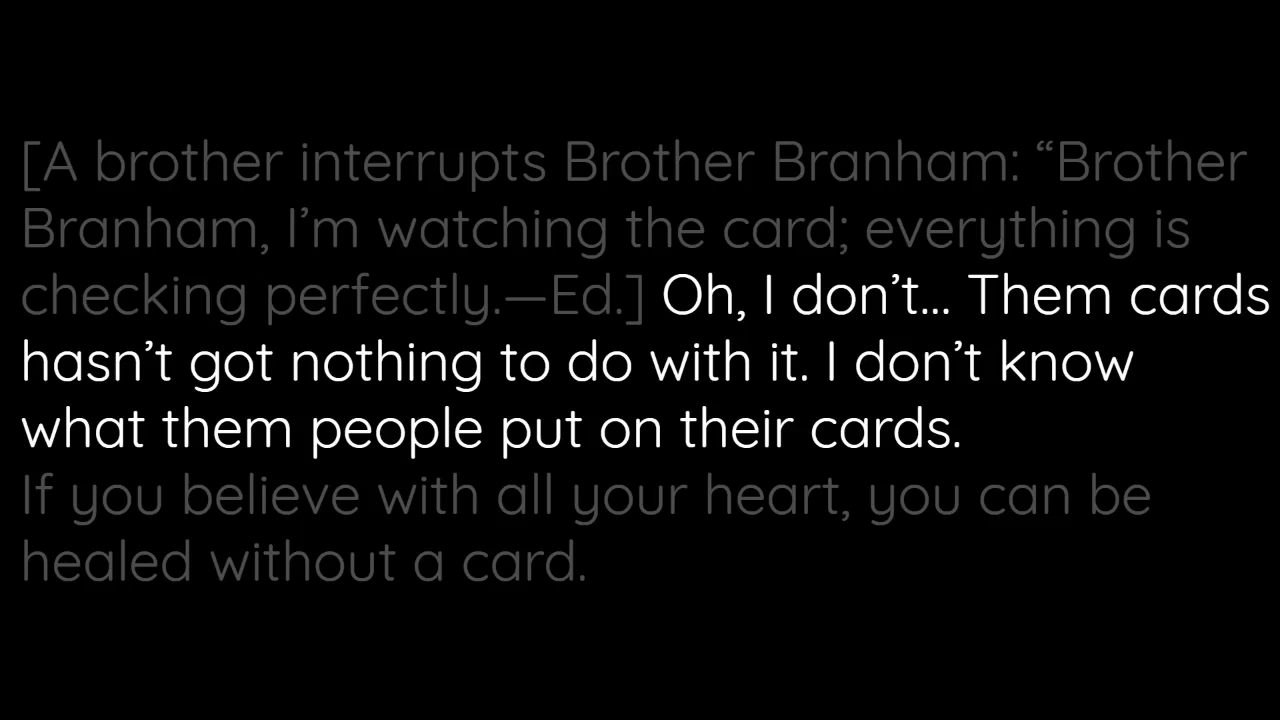 [A brother interrupts Brother Branham: “Brother
Branham, I’m watching the card; everything is
checking perfectly.—Ed.] Oh, I don’t... Them cards
hasn’t got nothing to do with it. I don’t know
what them people put on their cards.
If you believe with all your heart, you can be
healed without a card.